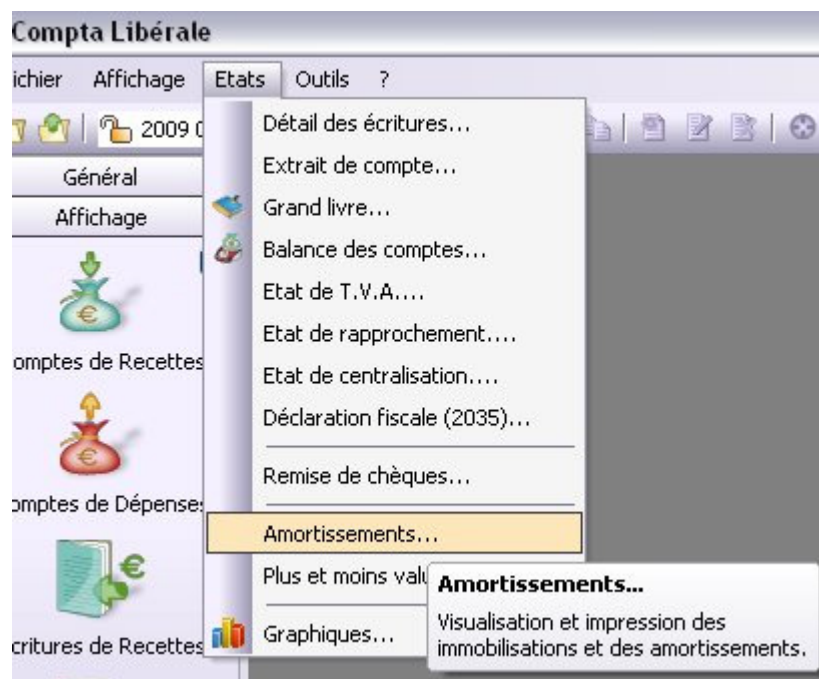 Compta Libérale
ichier Affichage Etats Outils ?
2009 0
Général
Affichage
omptes de Recettes
omptes de Dépense
critures de Recettes
Détail des écritures...
Extrait de compte...
Grand livre...
Balance des comptes...
Etat de T.V.A....
Etat de rapprochement....
Etat de centralisation....
Déclaration fiscale (2035)...
Remise de chèques...
Amortissements...
Plus et moins valu
Graphiques...
Amortissements...
Visualisation et impression des
immobilisations et des amortissements.